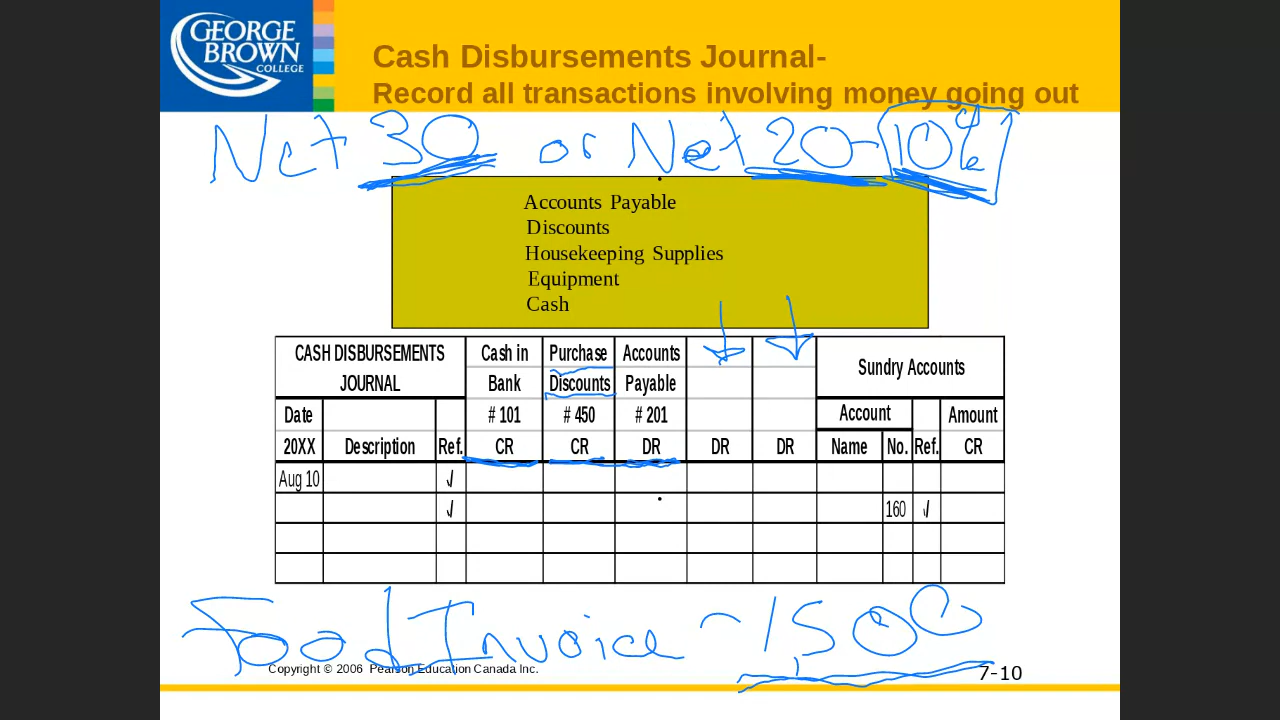 GEORGE
BROWN
COLLEGE
Cash Disbursements Journal-
Record all transactions involving money going out
Net 30 or Net 20-10%
Accounts Payable
Discounts
Housekeeping Supplies
Equipment
Cash
CASH DISBURSEMENTS Cash in Purchase Accounts Sundry Accounts
JOURNAL Bank Discounts Payable
Date # 101 # 450 # 201 Account Amount
20XX Description Ref. CR CR DR DR DR Name No. Ref. CR
Aug 10 √
√ 160 √
Food Invoice - 1,500
Copyright © 2006 Pearson Education Canada Inc.
7-10